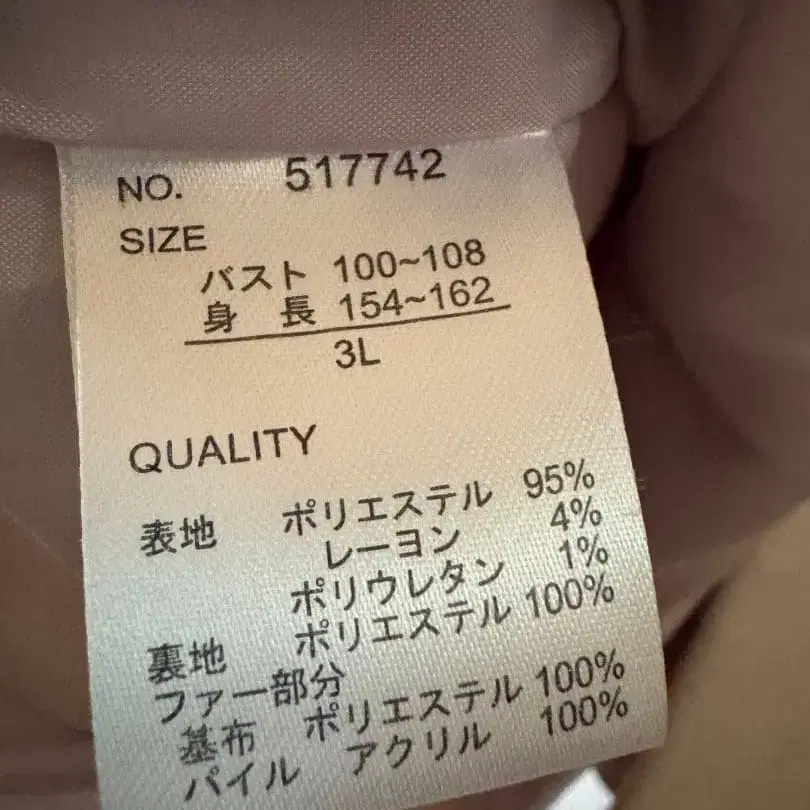 NO. 517742
SIZE
バスト 100~108
身 長 154~162
3L
QUALITY
表地 ポリエステル 95%
レーヨン 4%
ポリウレタン 1%
裏地 ポリエステル 100%
ファー部分
基布 ポリエステル 100%
パイル アクリル 100%